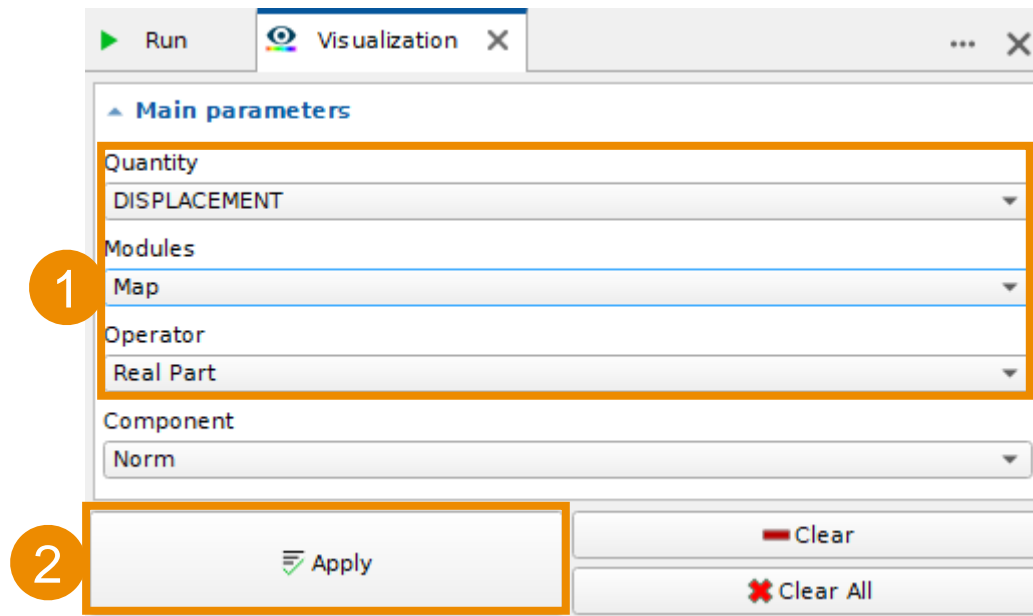 Run
Visualization
Main parameters
Quantity
DISPLACEMENT
Modules
1
Map
Operator
Real Part
Component
Norm
2
Apply
Clear
Clear All